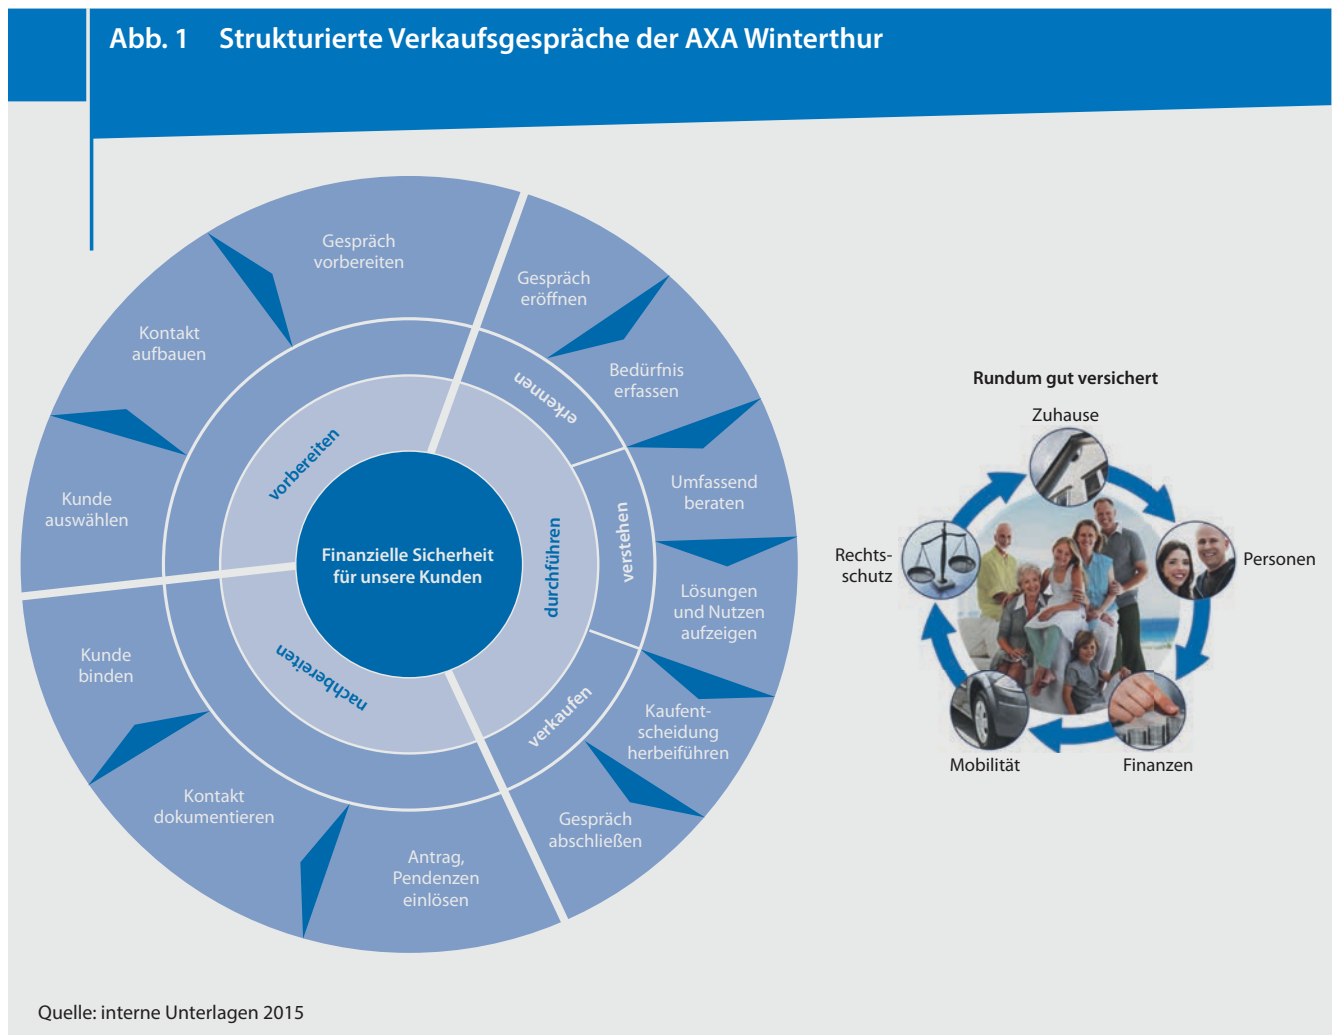 Abb. 1 Strukturierte Verkaufsgespräche der AXA Winterthur
Gespräch
vorbereiten
Kontakt
aufbauen
Kunde
auswählen
Gespräch
eröffnen
Bedürfnis
erfassen
Umfassend
beraten
Lösungen
und Nutzen
aufzeigen
Kaufent-
scheidung
herbeiführen
Gespräch
abschließen
Antrag,
Pendenzen
einlösen
Kontakt
dokumentieren
Kunde
binden
erkennen
verstehen
verkaufen
vorbereiten
durchführen
nachbereiten
Finanzielle Sicherheit
für unsere Kunden
Rundum gut versichert
Zuhause
Personen
Finanzen
Mobilität
Rechts-
schutz
Quelle: interne Unterlagen 2015